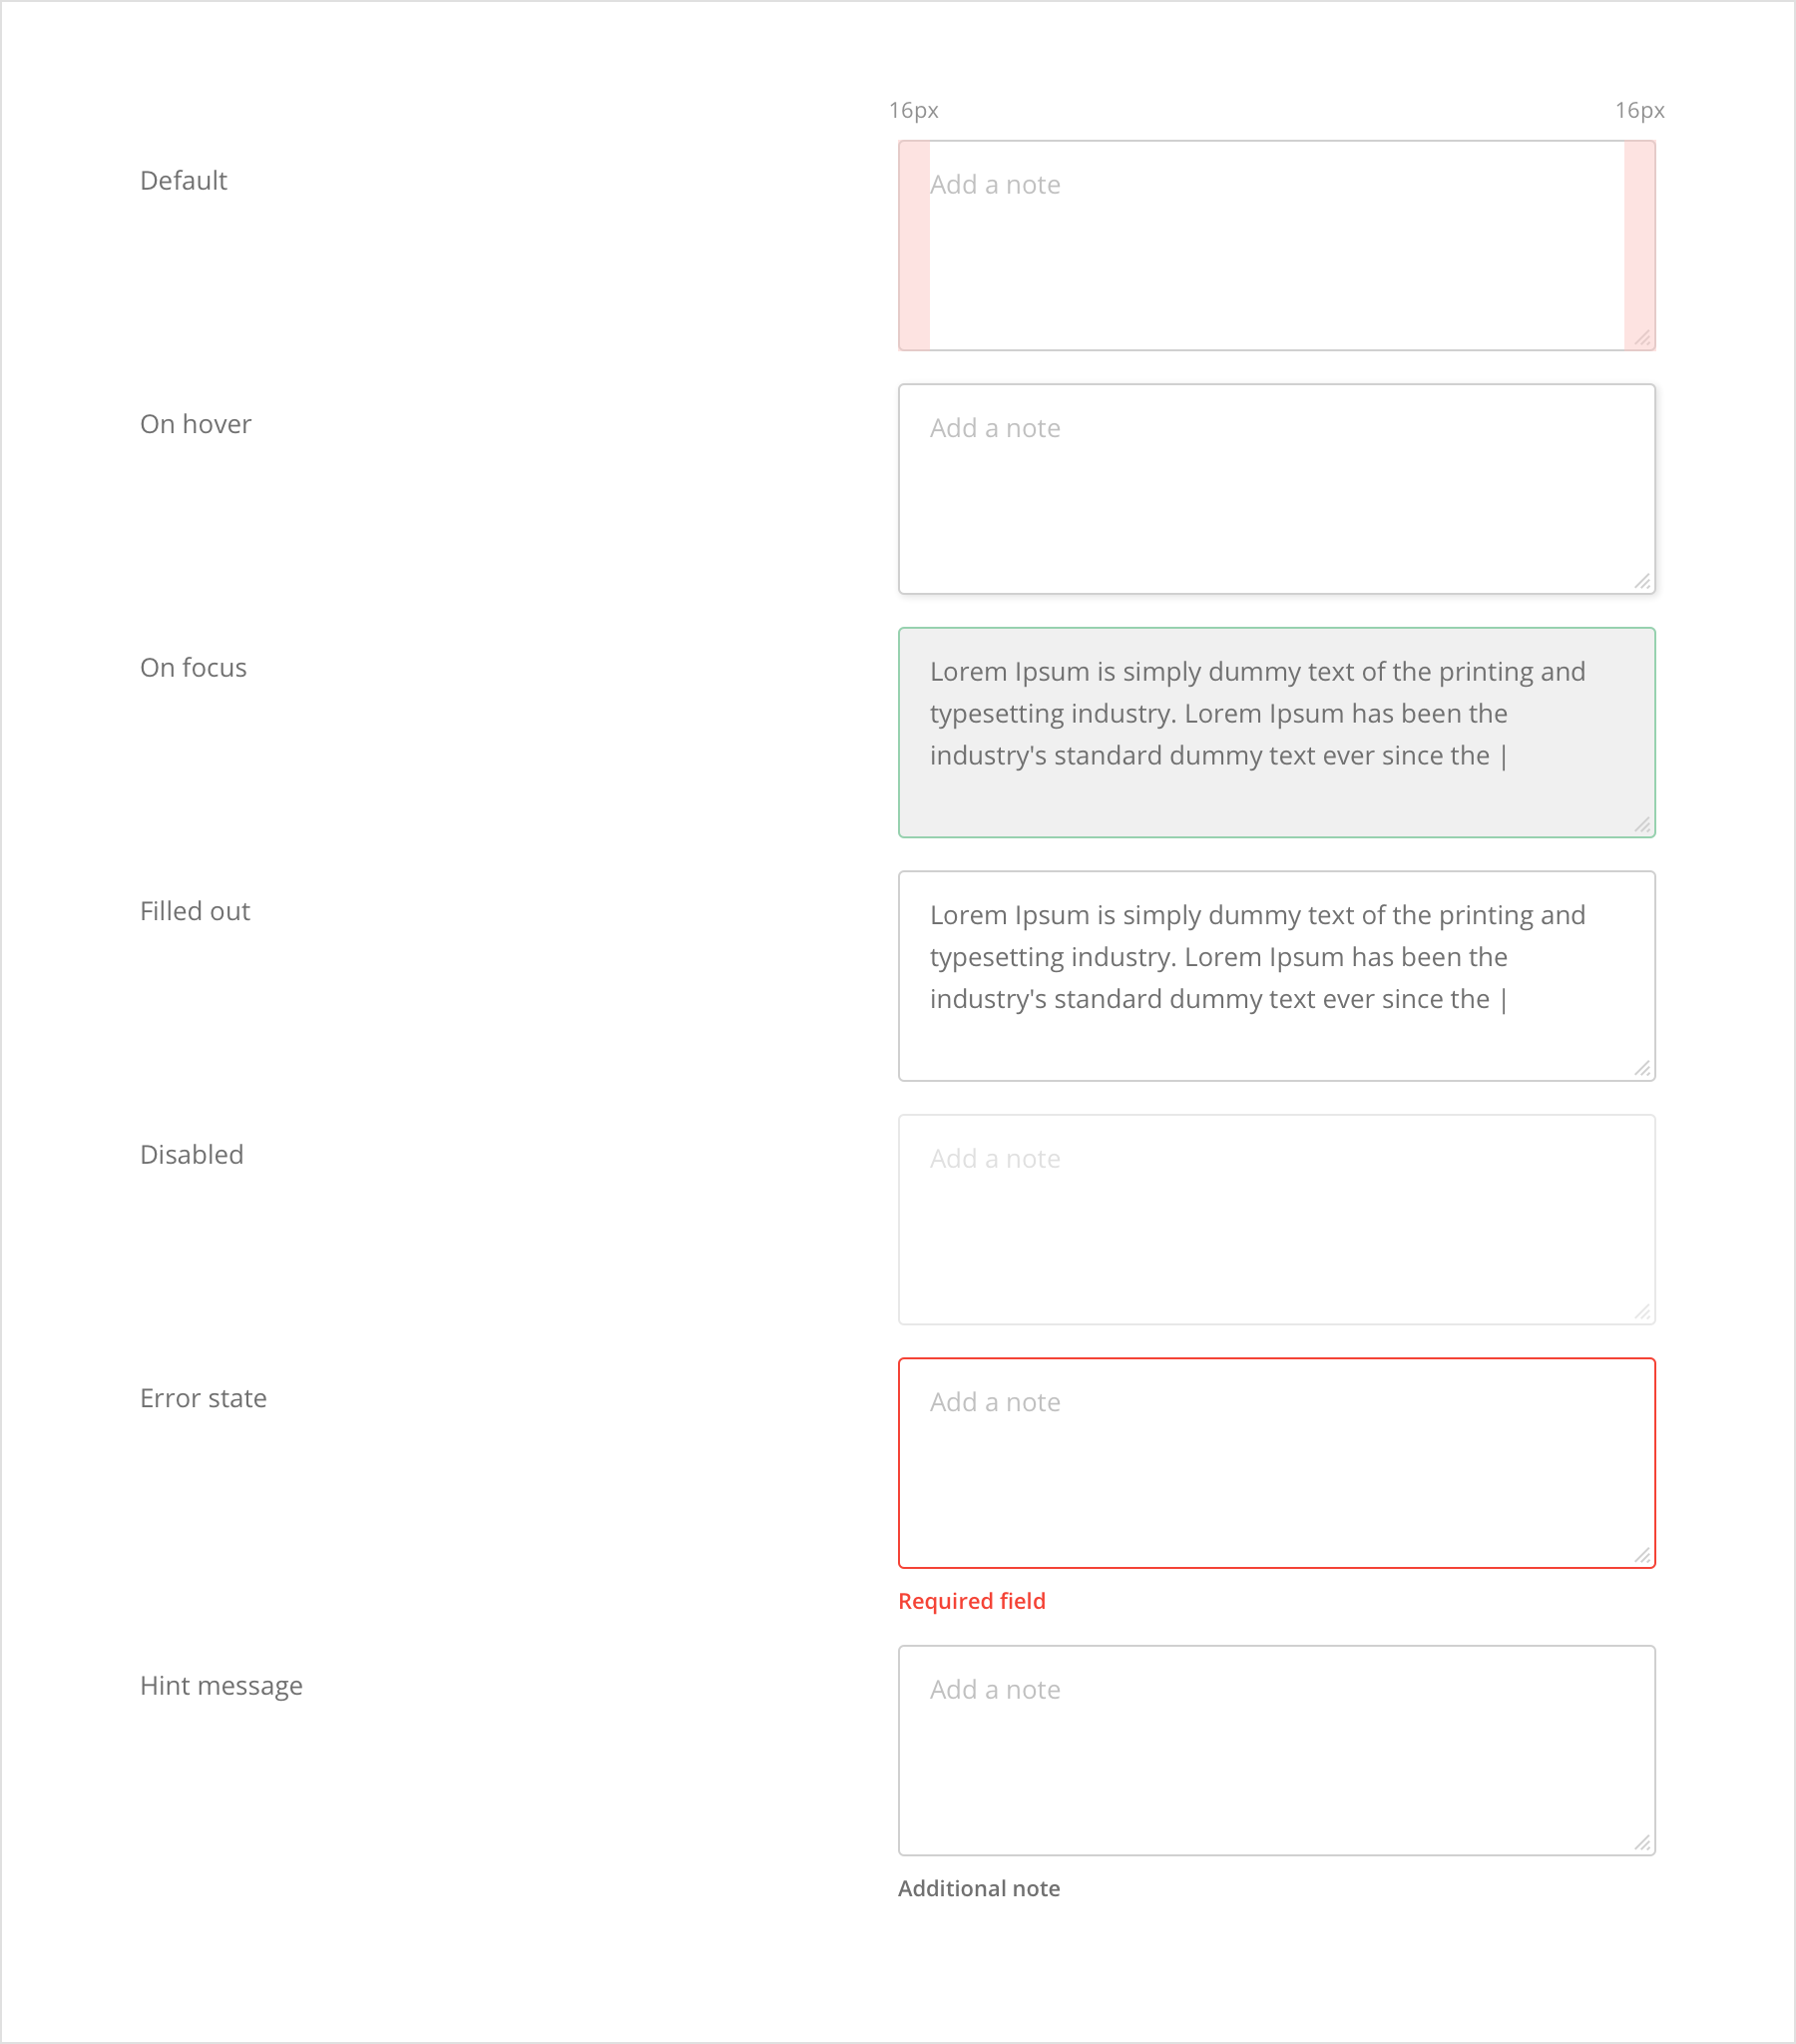 16px
16px
Default
Add a note
On hover
Add a note
On focus
Lorem Ipsum is simply dummy text of the printing and
typesetting industry. Lorem Ipsum has been the
industry's standard dummy text ever since the |
Filled out
Lorem Ipsum is simply dummy text of the printing and
typesetting industry. Lorem Ipsum has been the
industry's standard dummy text ever since the |
Disabled
Add a note
Error state
Add a note
Required field
Hint message
Add a note
Additional note